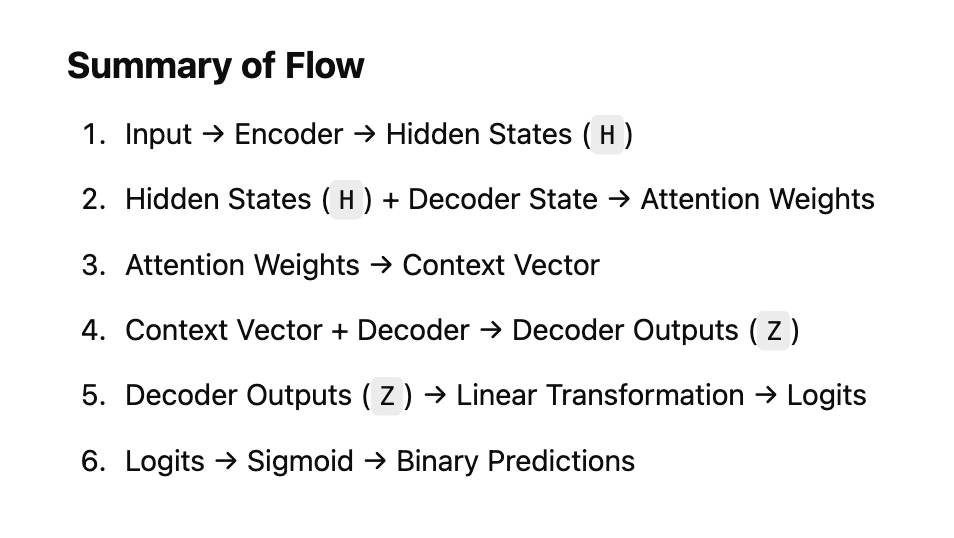 Summary of Flow
1. Input → Encoder → Hidden States (H)
2. Hidden States (H) + Decoder State → Attention Weights
3. Attention Weights → Context Vector
4. Context Vector + Decoder → Decoder Outputs (Z)
5. Decoder Outputs (Z) → Linear Transformation → Logits
6. Logits → Sigmoid → Binary Predictions